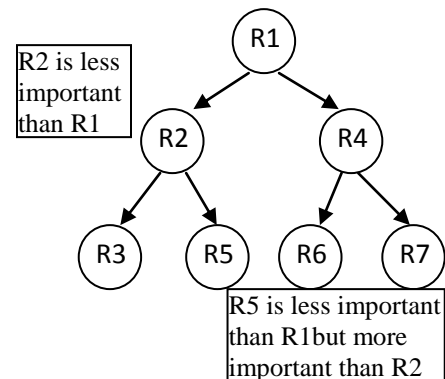 R1
R2 is less
important
than R1
R2
R4
R3
R5
R6
R7
R5 is less important
than R1but more
important than R2